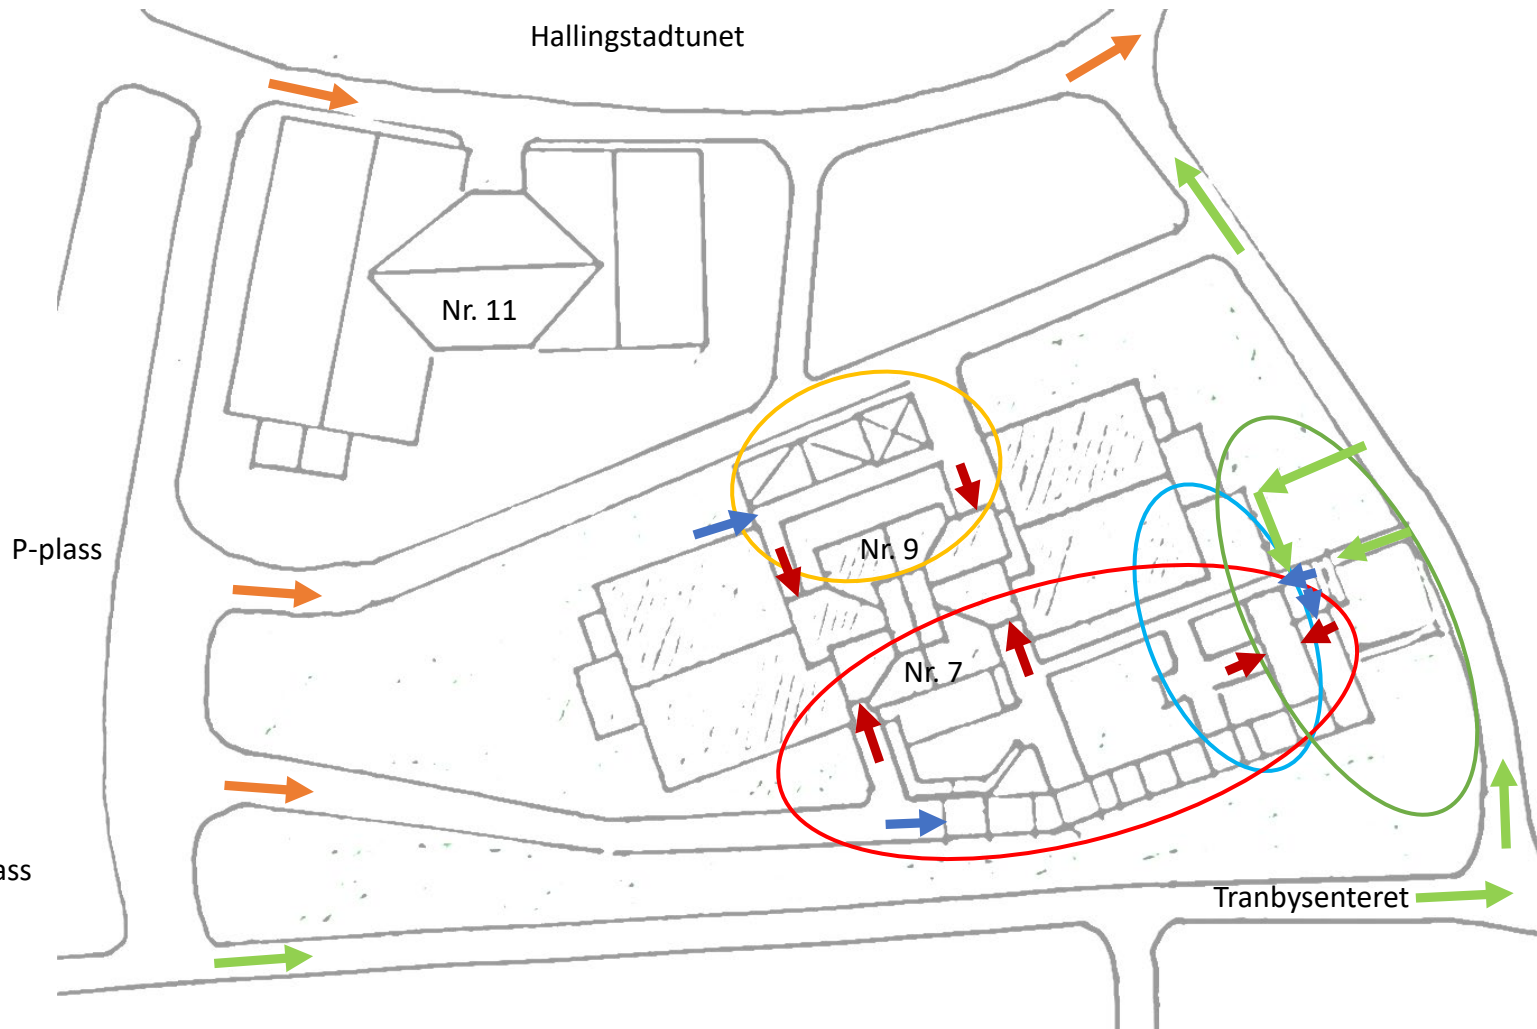 Hallingstadtunet
Nr. 11
P-plass
Nr. 9
Nr. 7
ass
Tranbysenteret